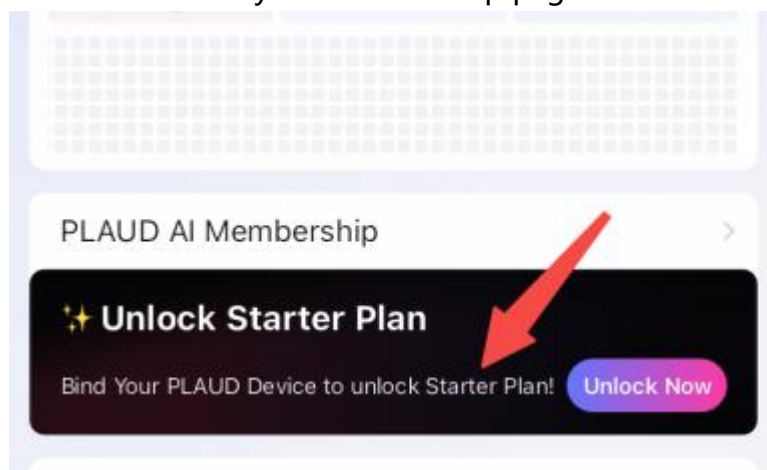 PLAUD AI Membership
✨ Unlock Starter Plan
Bind Your PLAUD Device to unlock Starter Plan!
Unlock Now